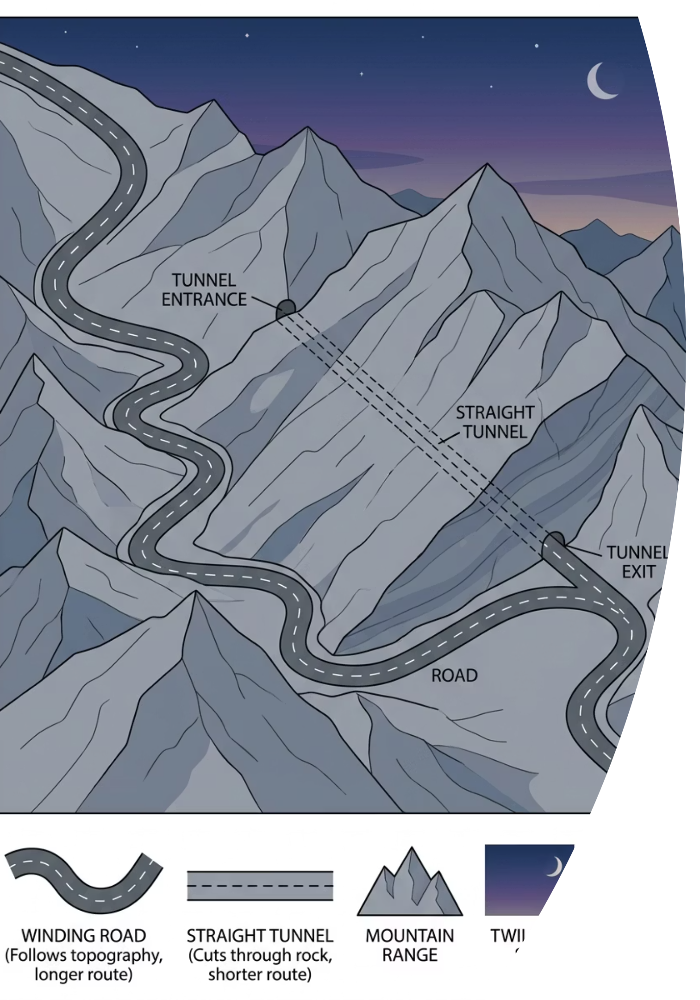 TUNNEL
ENTRANCE
STRAIGHT
TUNNEL
TUNNEL
EXIT
ROAD
WINDING ROAD
(Follows topography,
longer route)
STRAIGHT TUNNEL
(Cuts through rock,
shorter route)
MOUNTAIN
RANGE